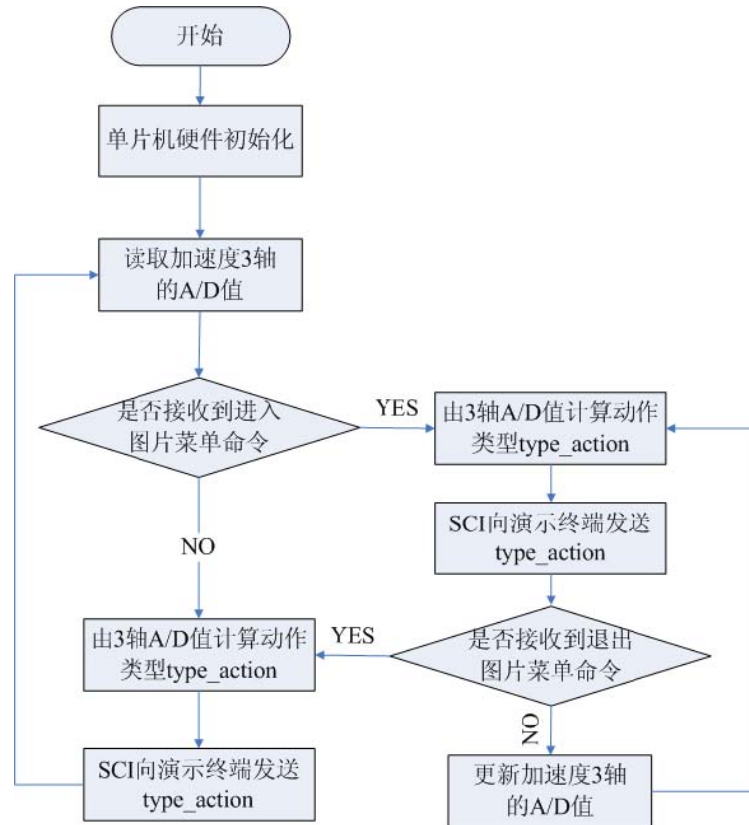 开始
单片机硬件初始化
读取加速度3轴
的A/D值
是否接收到进入
图片菜单命令
YES
由3轴A/D值计算动作
类型type_action
SCI向演示终端发送
type_action
NO
由3轴A/D值计算动作
类型type_action
YES
是否接收到退出
图片菜单命令
NO
SCI向演示终端发送
type_action
更新加速度3轴
的A/D值